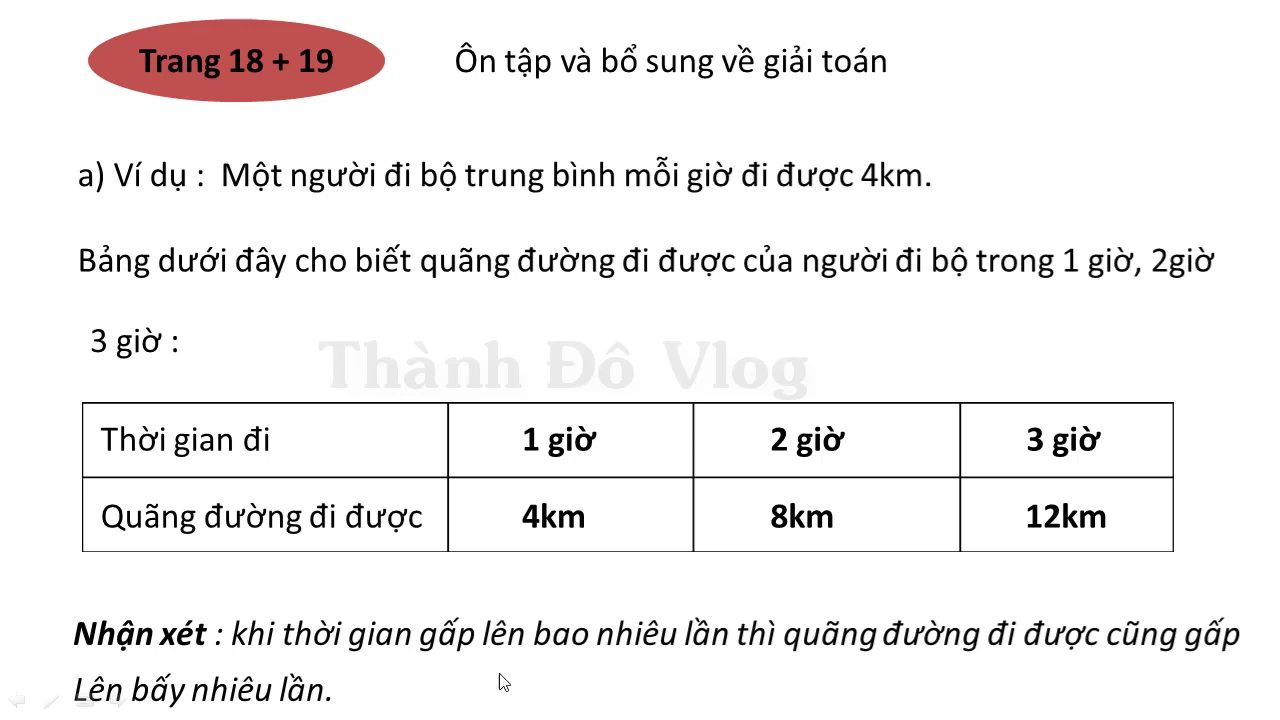 Trang 18 + 19
Ôn tập và bổ sung về giải toán
a) Ví dụ : Một người đi bộ trung bình mỗi giờ đi được 4km.
Bảng dưới đây cho biết quãng đường đi được của người đi bộ trong 1 giờ, 2giờ
3 giờ :
Thành Đô Vlog
Thời gian đi 1 giờ 2 giờ 3 giờ
Quãng đường đi được 4km 8km 12km
Nhận xét : khi thời gian gấp lên bao nhiêu lần thì quãng đường đi được cũng gấp
Lên bấy nhiêu lần.